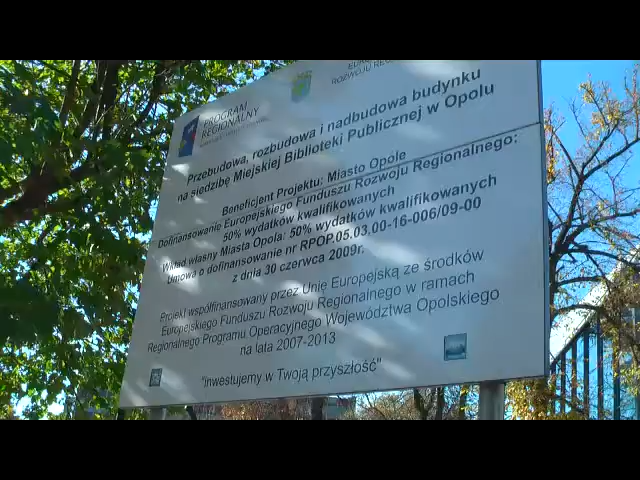 PROGRAM
REGIONALNY
ROZWOJU
Przebudowa, rozbudowa i nadbudowa budynku
na siedzibę Miejskiej Biblioteki Publicznej w Opolu
Beneficjent Projektu: Miasto Opole
Dofinansowanie Europejskiego Funduszu Rozwoju Regionalnego:
50% wydatków kwalifikowanych
Wkład własny Miasta Opola: 50% wydatków kwalifikowanych
Umowa o dofinansowanie nr RPOP.05.03.00-16-006/09-00
z dnia 30 czerwca 2009r.
Projekt współfinansowany przez Unię Europejską ze środków
Europejskiego Funduszu Rozwoju Regionalnego w ramach
Regionalnego Programu Operacyjnego Województwa Opolskiego
na lata 2007-2013
"inwestujemy w Twoją przyszłość"